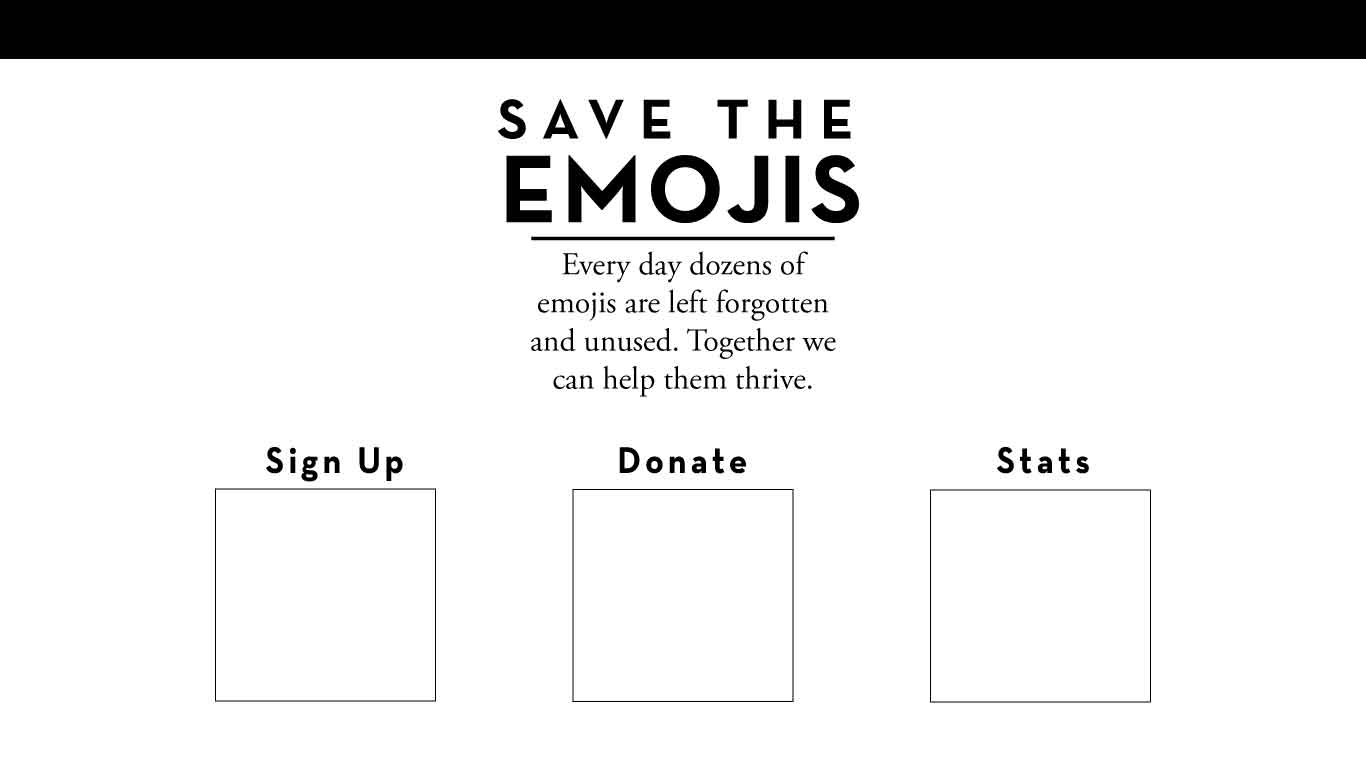 SAVE THE
EMOJIS
Every day dozens of
emojis are left forgotten
and unused. Together we
can help them thrive.
Sign Up
Donate
Stats